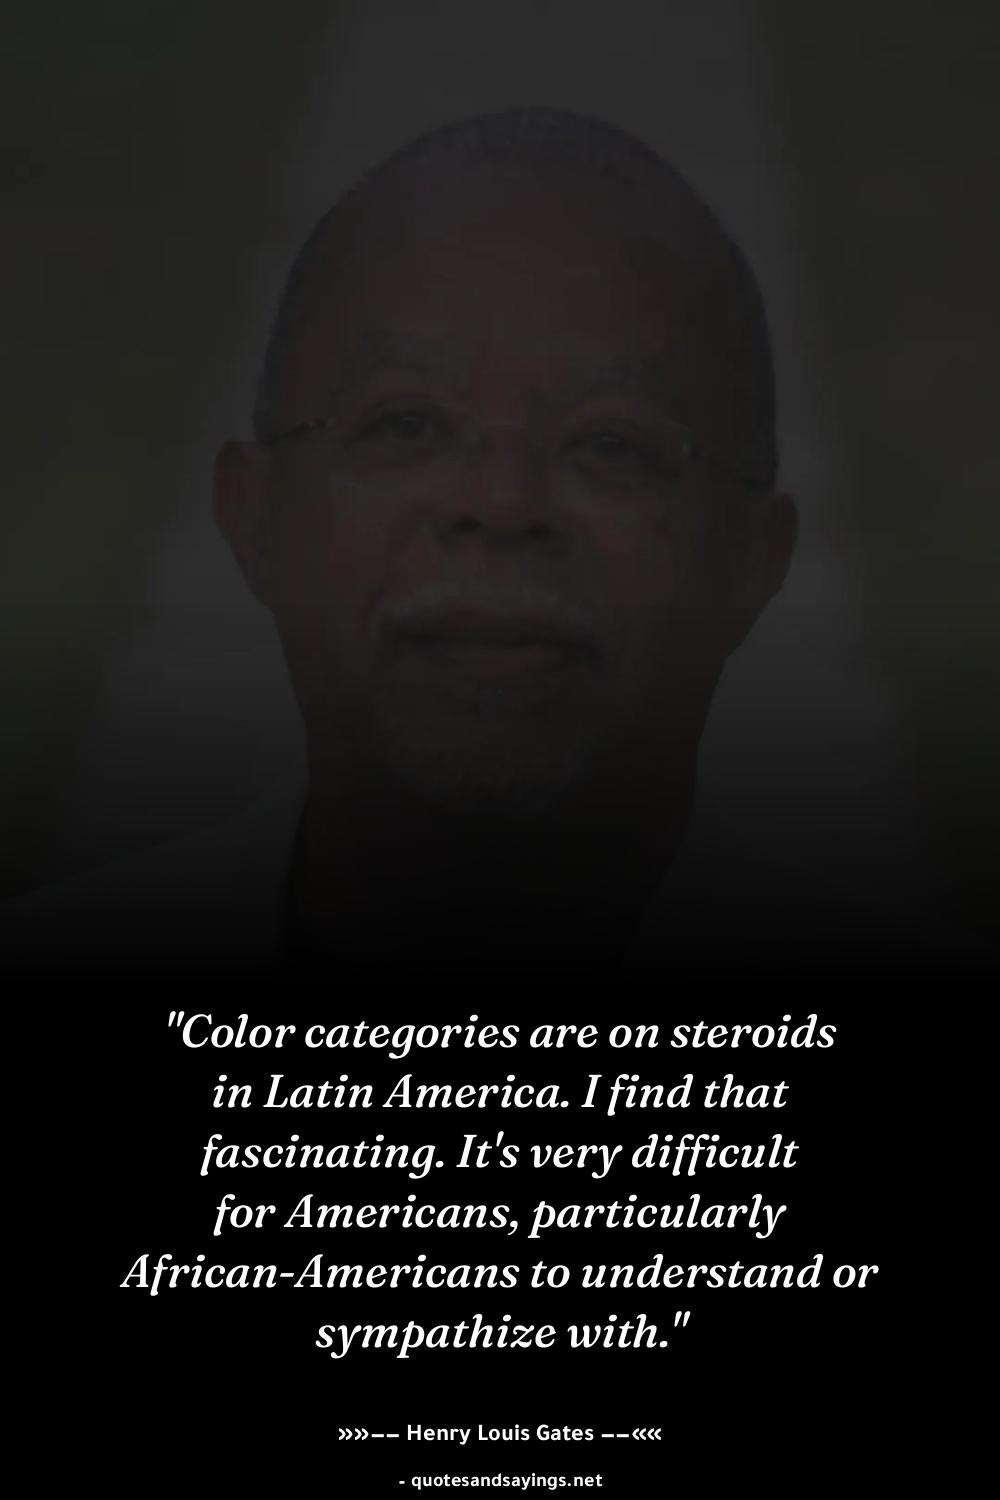 "Color categories are on steroids
in Latin America. I find that
fascinating. It's very difficult
for Americans, particularly
African-Americans to understand or
sympathize with."
»»−− Henry Louis Gates −−««
- quotesandsayings.net